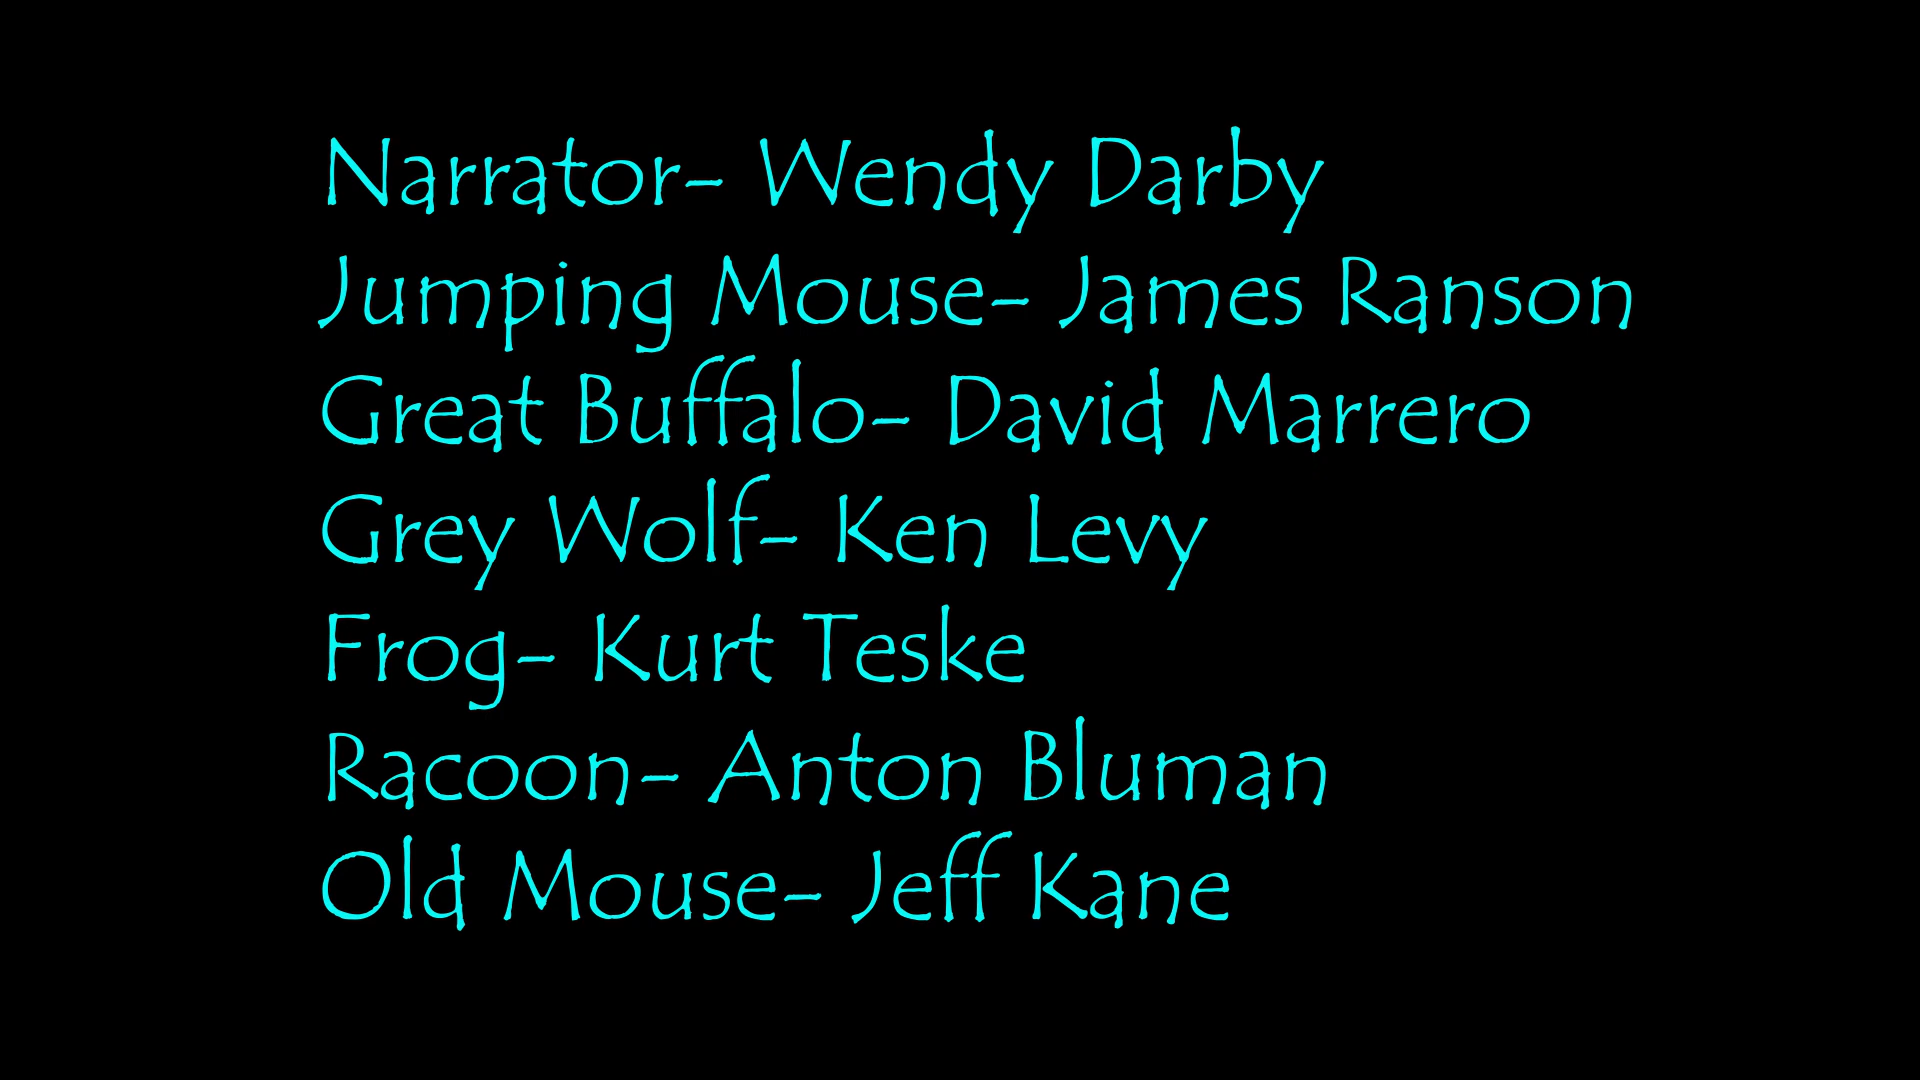 Narrator- Wendy Darby
Jumping Mouse- James Ranson
Great Buffalo- David Marrero
Grey Wolf- Ken Levy
Frog- Kurt Teske
Racoon- Anton Bluman
Old Mouse- Jeff Kane